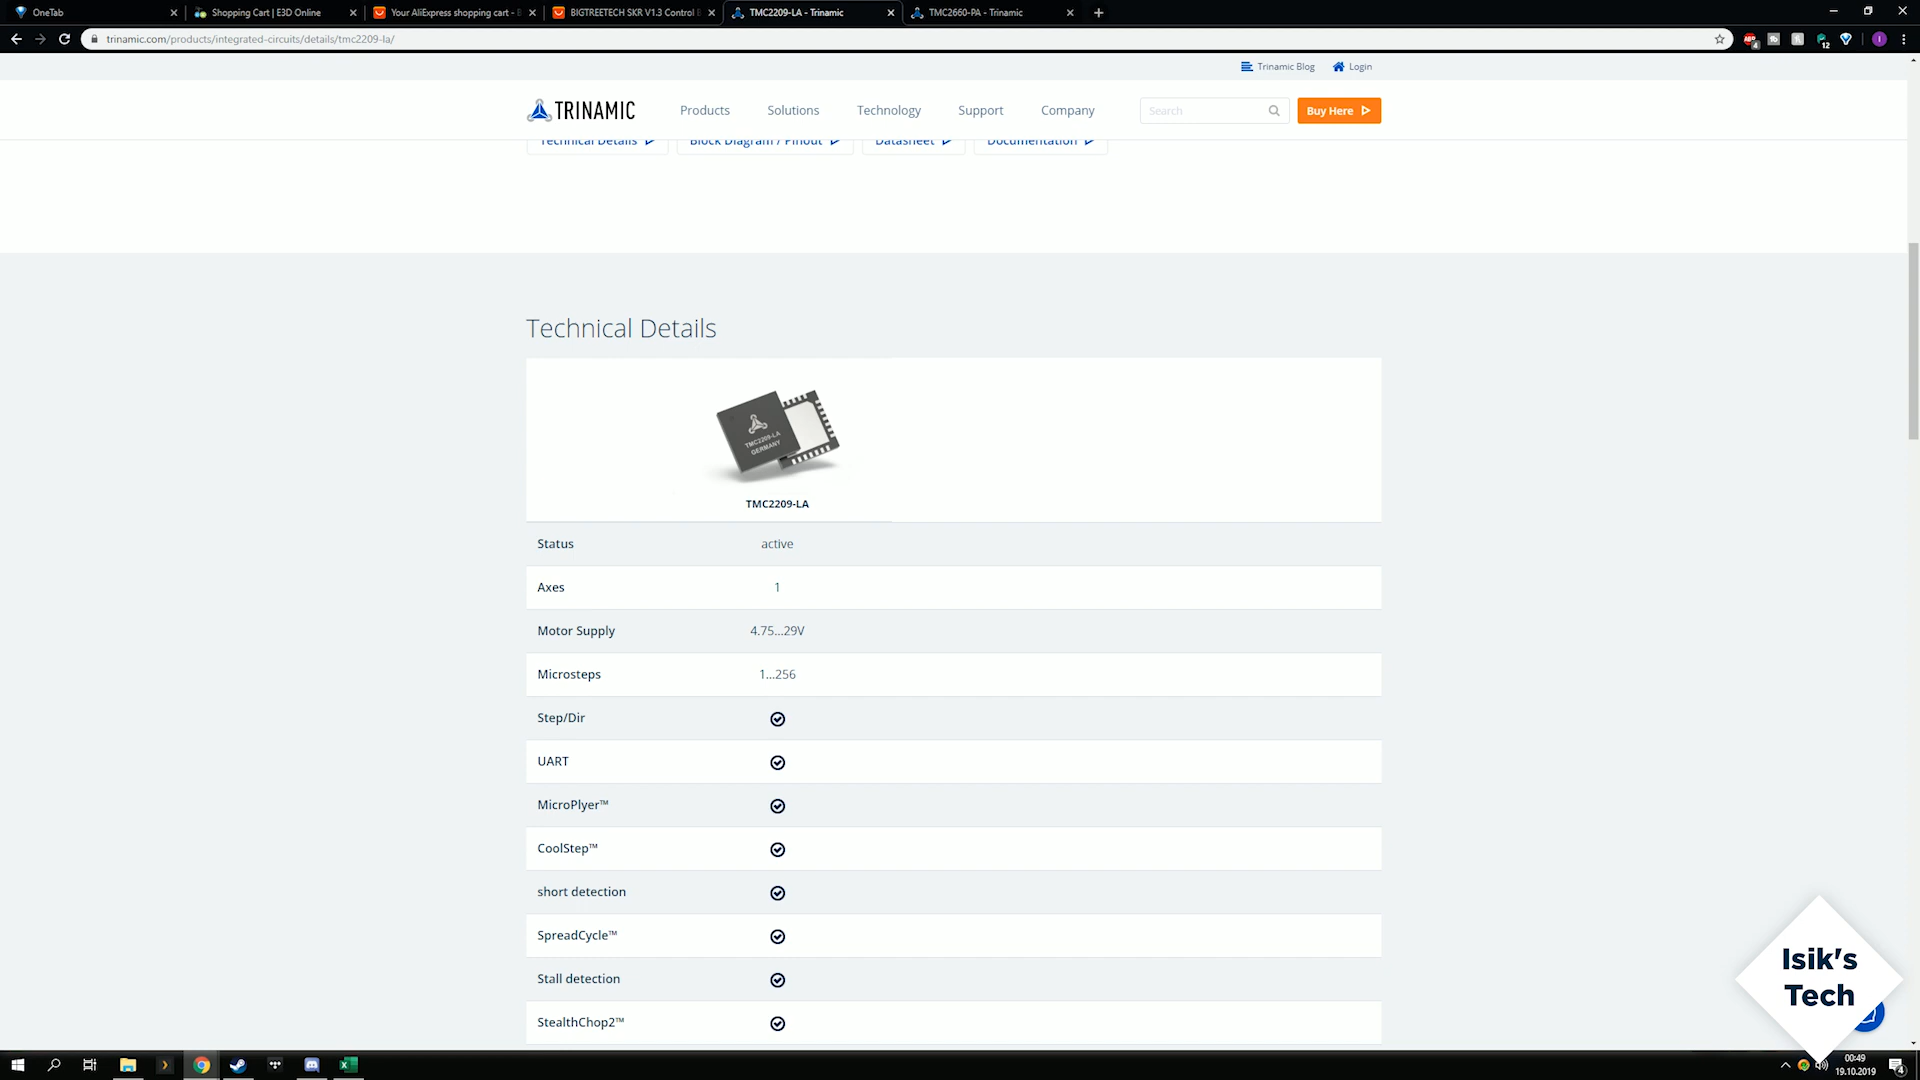 OneTab
Shopping Cart | E3D Online
Your AliExpress shopping cart - B
BIGTREETECH SKR V1.3 Control B
TMC2209-LA - Trinamic
TMC2660-PA - Trinamic
trinamic.com/products/integrated-circuits/details/tmc2209-la/
Trinamic Blog
Login
TRINAMIC
Products
Solutions
Technology
Support
Company
Search
Buy Here
Technical Details
Block Diagram / Pinout
Datasheet
Documentation
Technical Details
TMC2209-LA
GERMANY
TMC2209-LA
Status active
Axes 1
Motor Supply 4.75...29V
Microsteps 1...256
Step/Dir
UART
MicroPlyer™
CoolStep™
short detection
SpreadCycle™
Stall detection
StealthChop2™
Isik's
Tech
00:49
19.10.2019